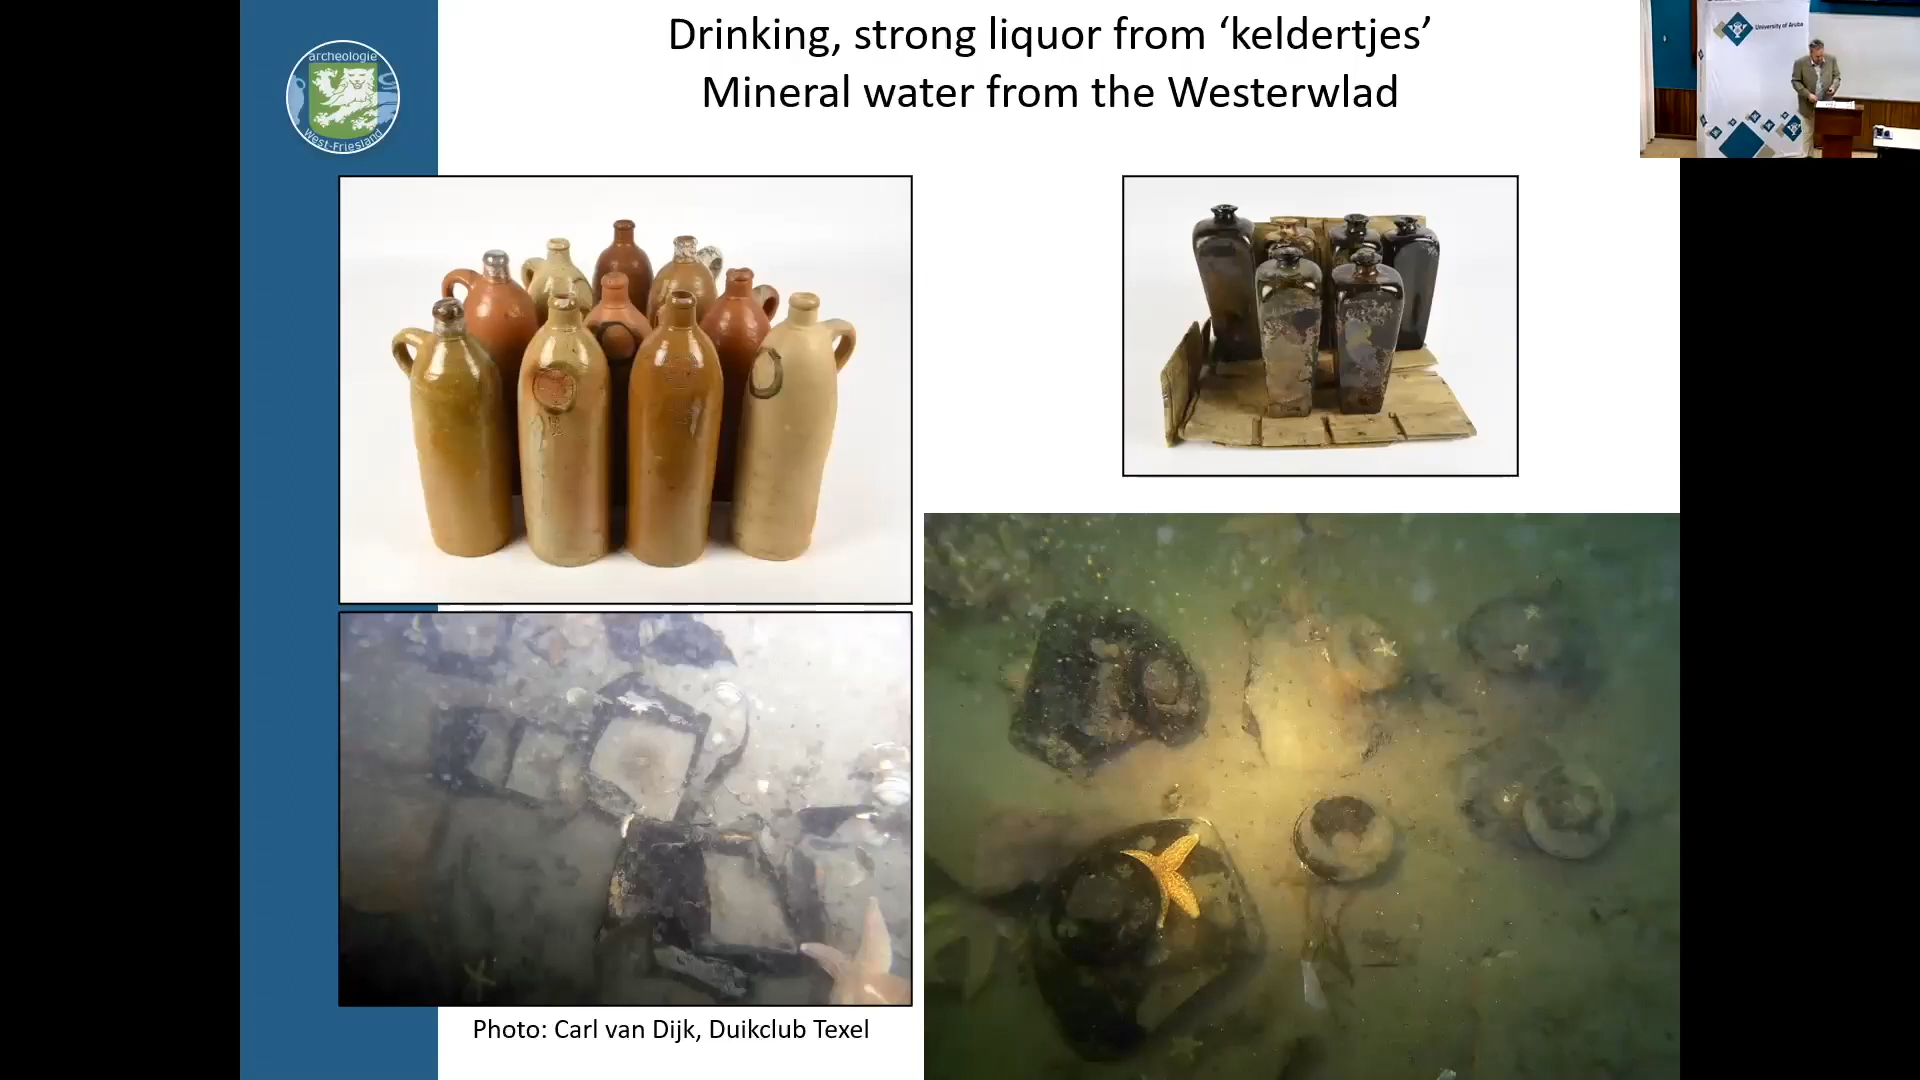 Drinking, strong liquor from ‘keldertjes’
Mineral water from the Westerwlad
archeologie
West-Friesland
University of Aruba
Photo: Carl van Dijk, Duikclub Texel